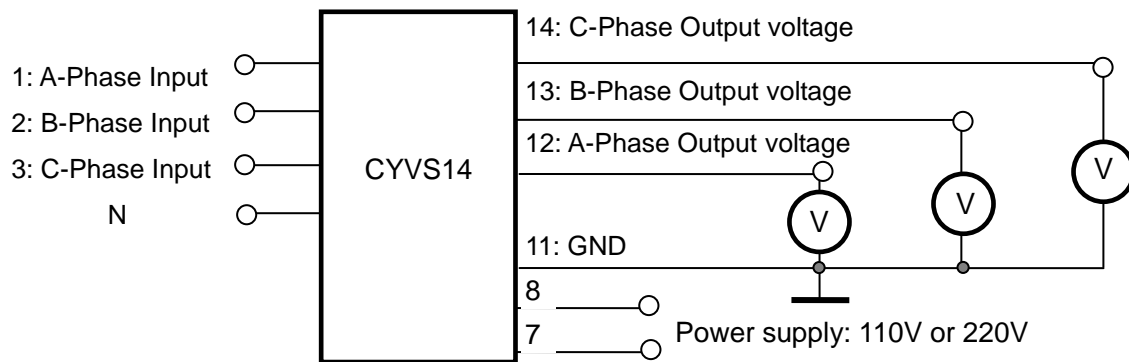 14: C-Phase Output voltage
1: A-Phase Input
13: B-Phase Output voltage
2: B-Phase Input
12: A-Phase Output voltage
3: C-Phase Input
CYVS14
V
V
V
N
11: GND
8
7
Power supply: 110V or 220V